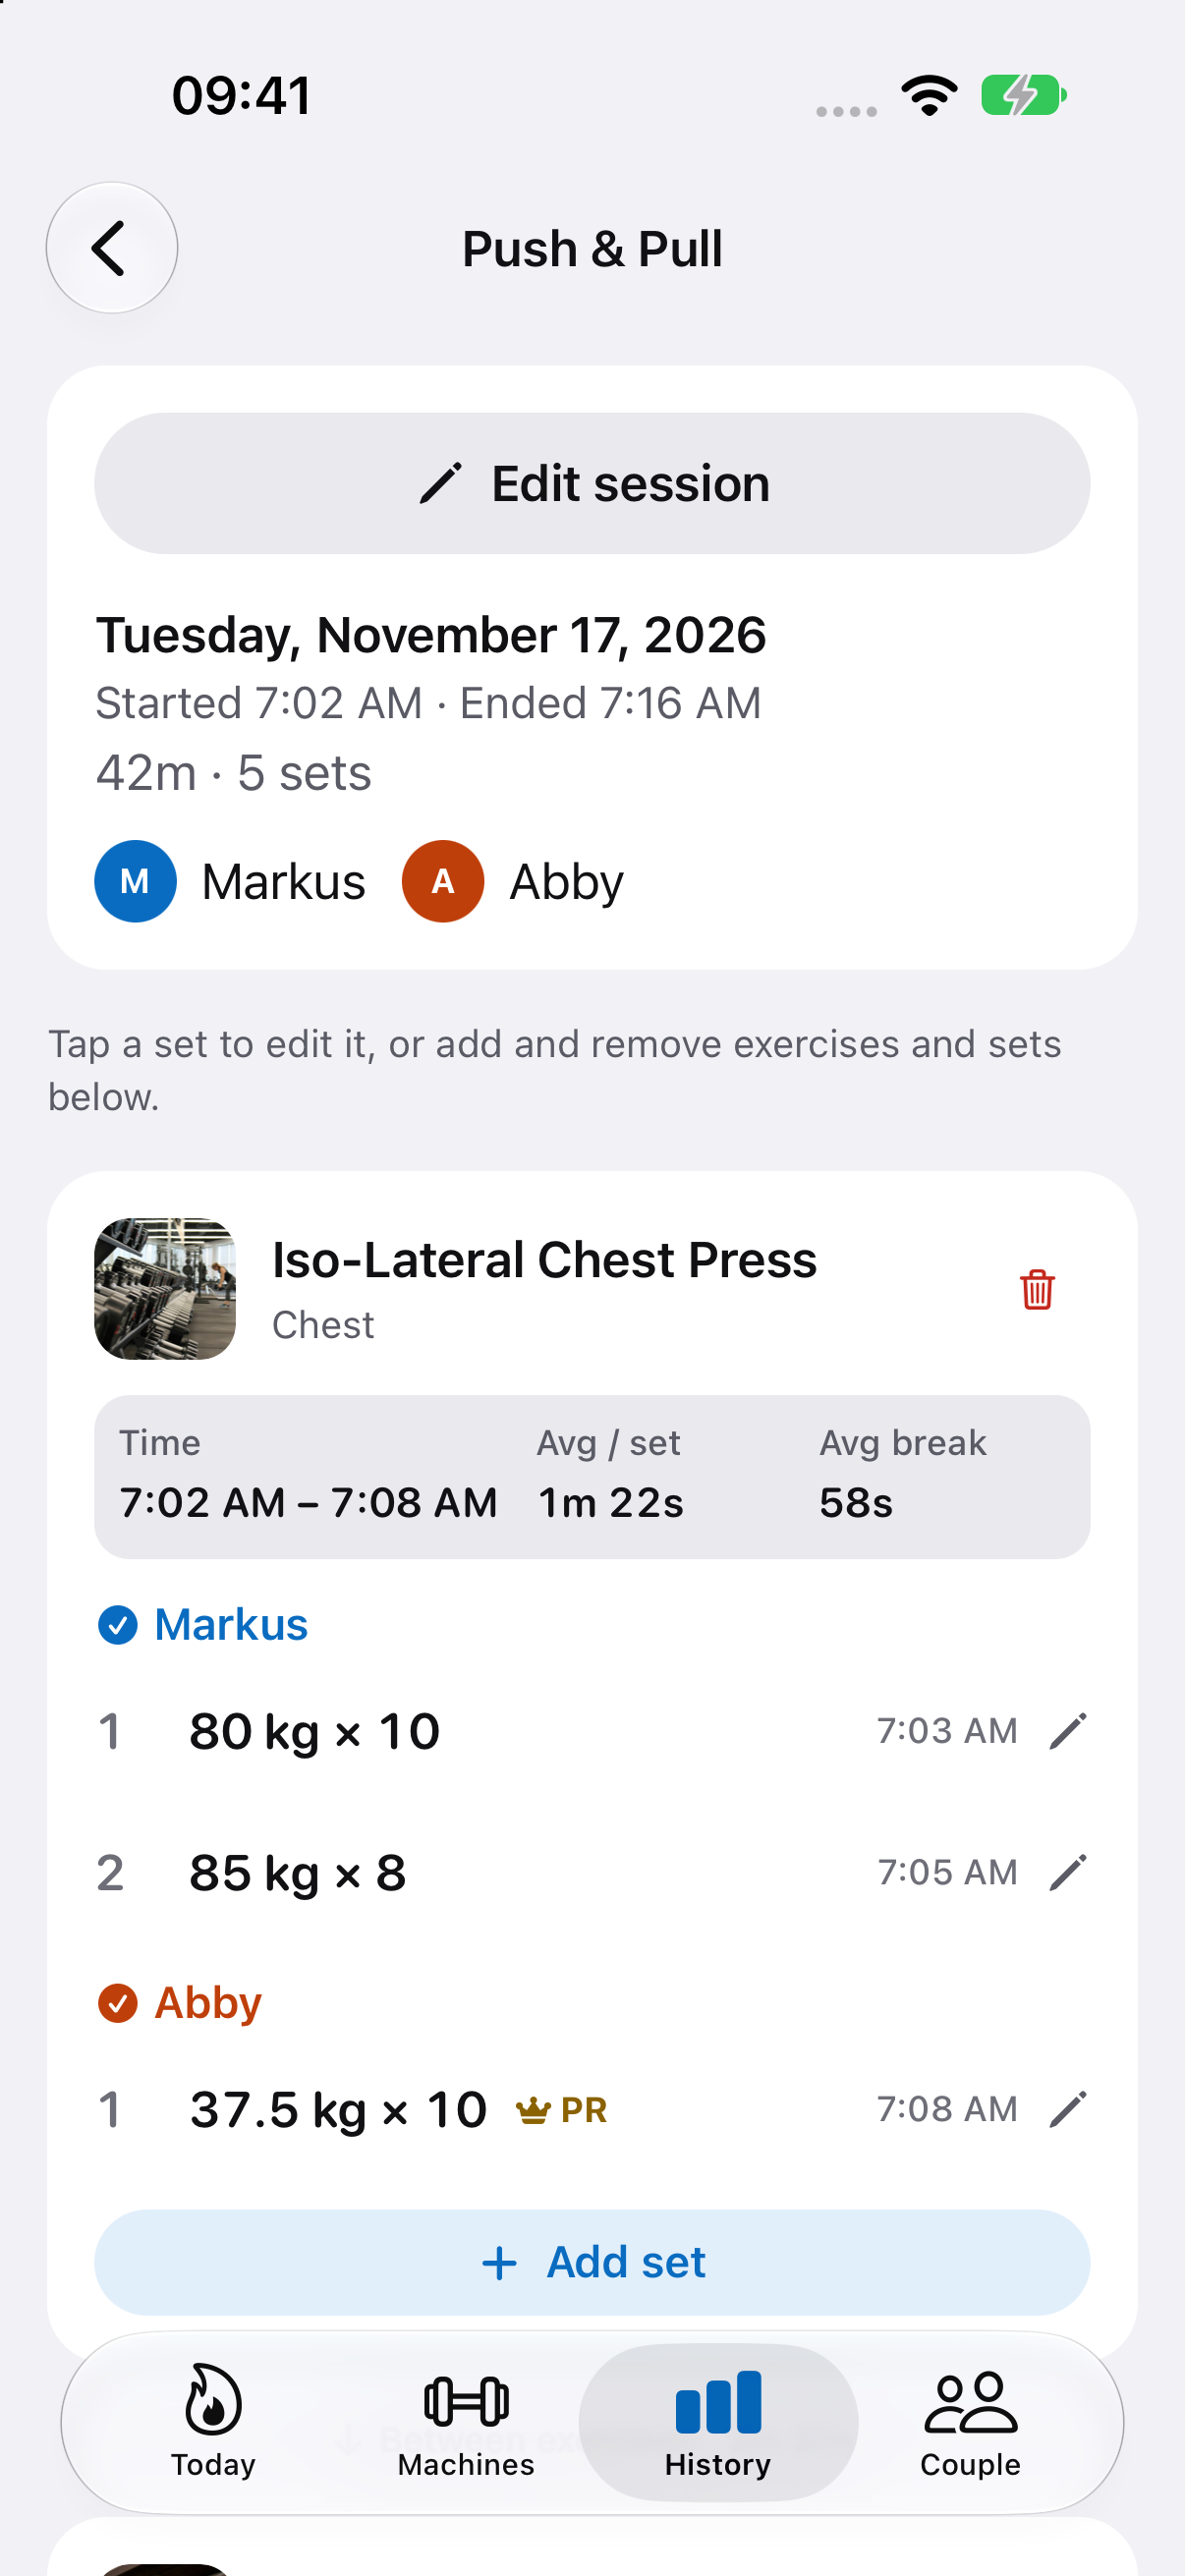 09:41
Push & Pull
Edit session
Tuesday, November 17, 2026
Started 7:02 AM · Ended 7:16 AM
42m · 5 sets
M Markus A Abby
Tap a set to edit it, or add and remove exercises and sets
below.
Iso-Lateral Chest Press
Chest
Time Avg / set Avg break
7:02 AM – 7:08 AM 1m 22s 58s
Markus
1 80 kg × 10 7:03 AM
2 85 kg × 8 7:05 AM
Abby
1 37.5 kg × 10 PR 7:08 AM
+ Add set
Between
Today Machines History Couple